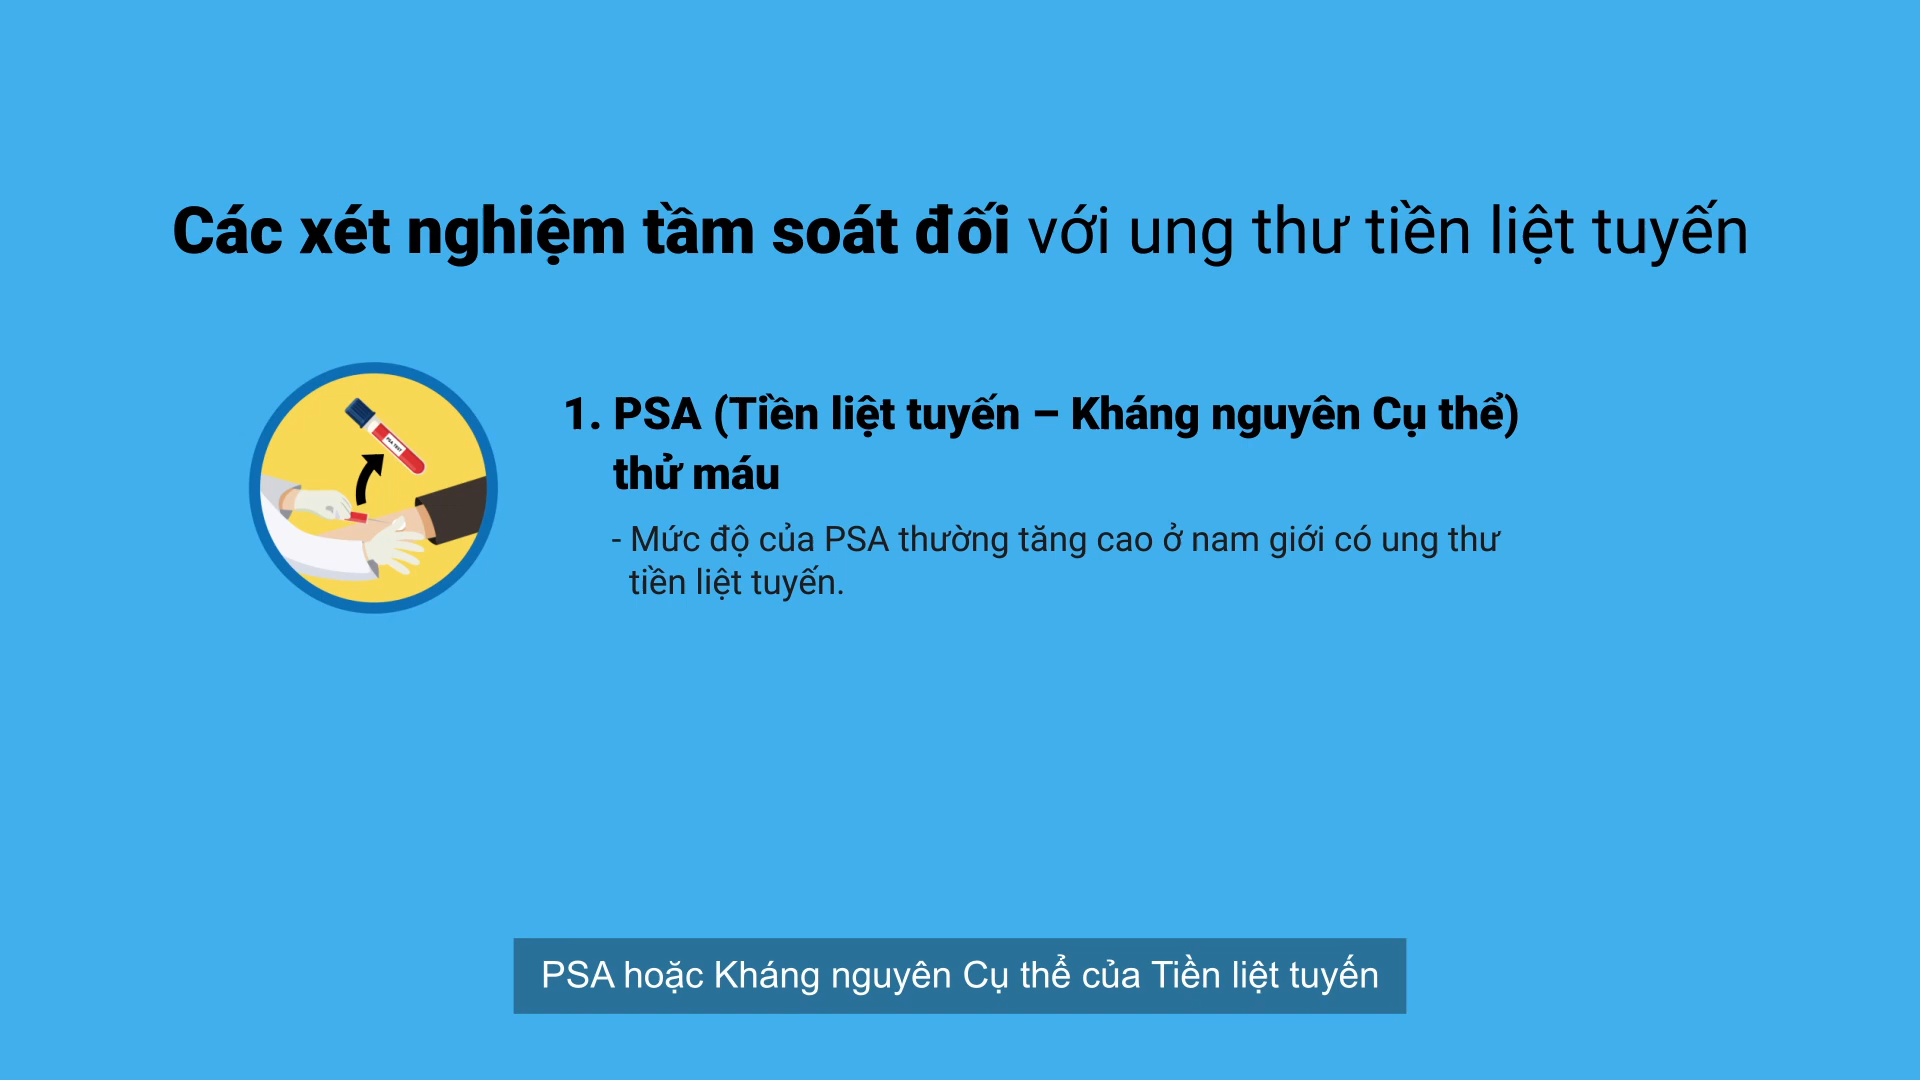 Các xét nghiệm tầm soát đối với ung thư tiền liệt tuyến
PSA TEST
1. PSA (Tiền liệt tuyến – Kháng nguyên Cụ thể)
thử máu
- Mức độ của PSA thường tăng cao ở nam giới có ung thư
tiền liệt tuyến.
PSA hoặc Kháng nguyên Cụ thể của Tiền liệt tuyến